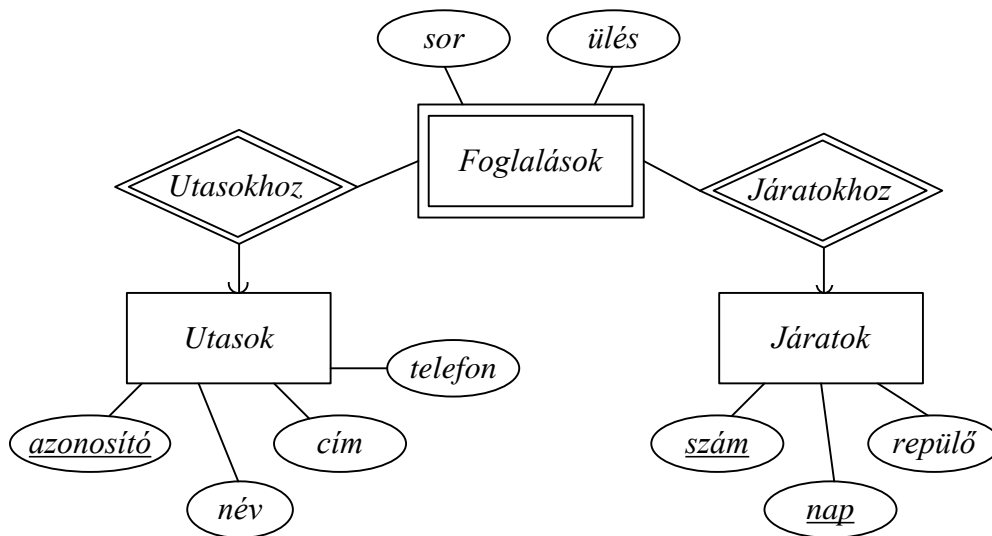 sor
ülés
Utasokhoz
Foglalások
Járatokhoz
Utasok
telefon
Járatok
azonosító
cím
szám
repülő
név
nap